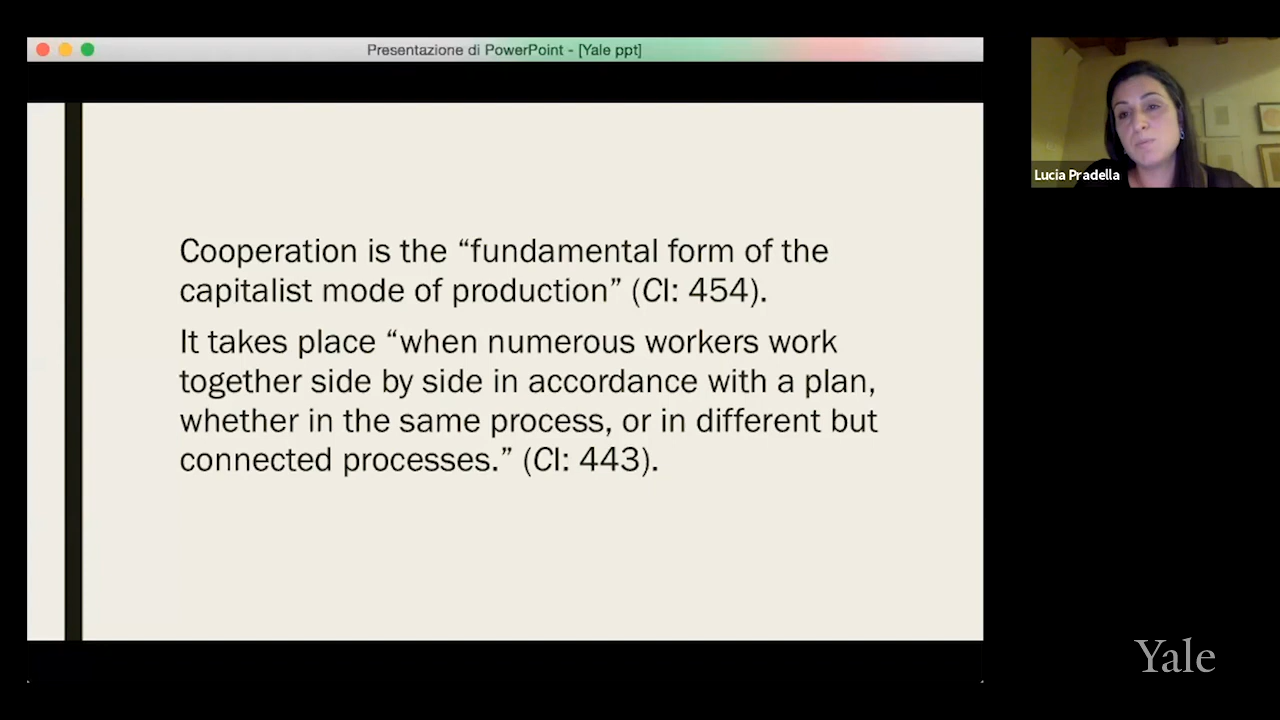 Presentazione di PowerPoint - [Yale ppt]
Cooperation is the “fundamental form of the
capitalist mode of production” (CI: 454).
It takes place “when numerous workers work
together side by side in accordance with a plan,
whether in the same process, or in different but
connected processes.” (CI: 443).
Lucia Pradella
Yale